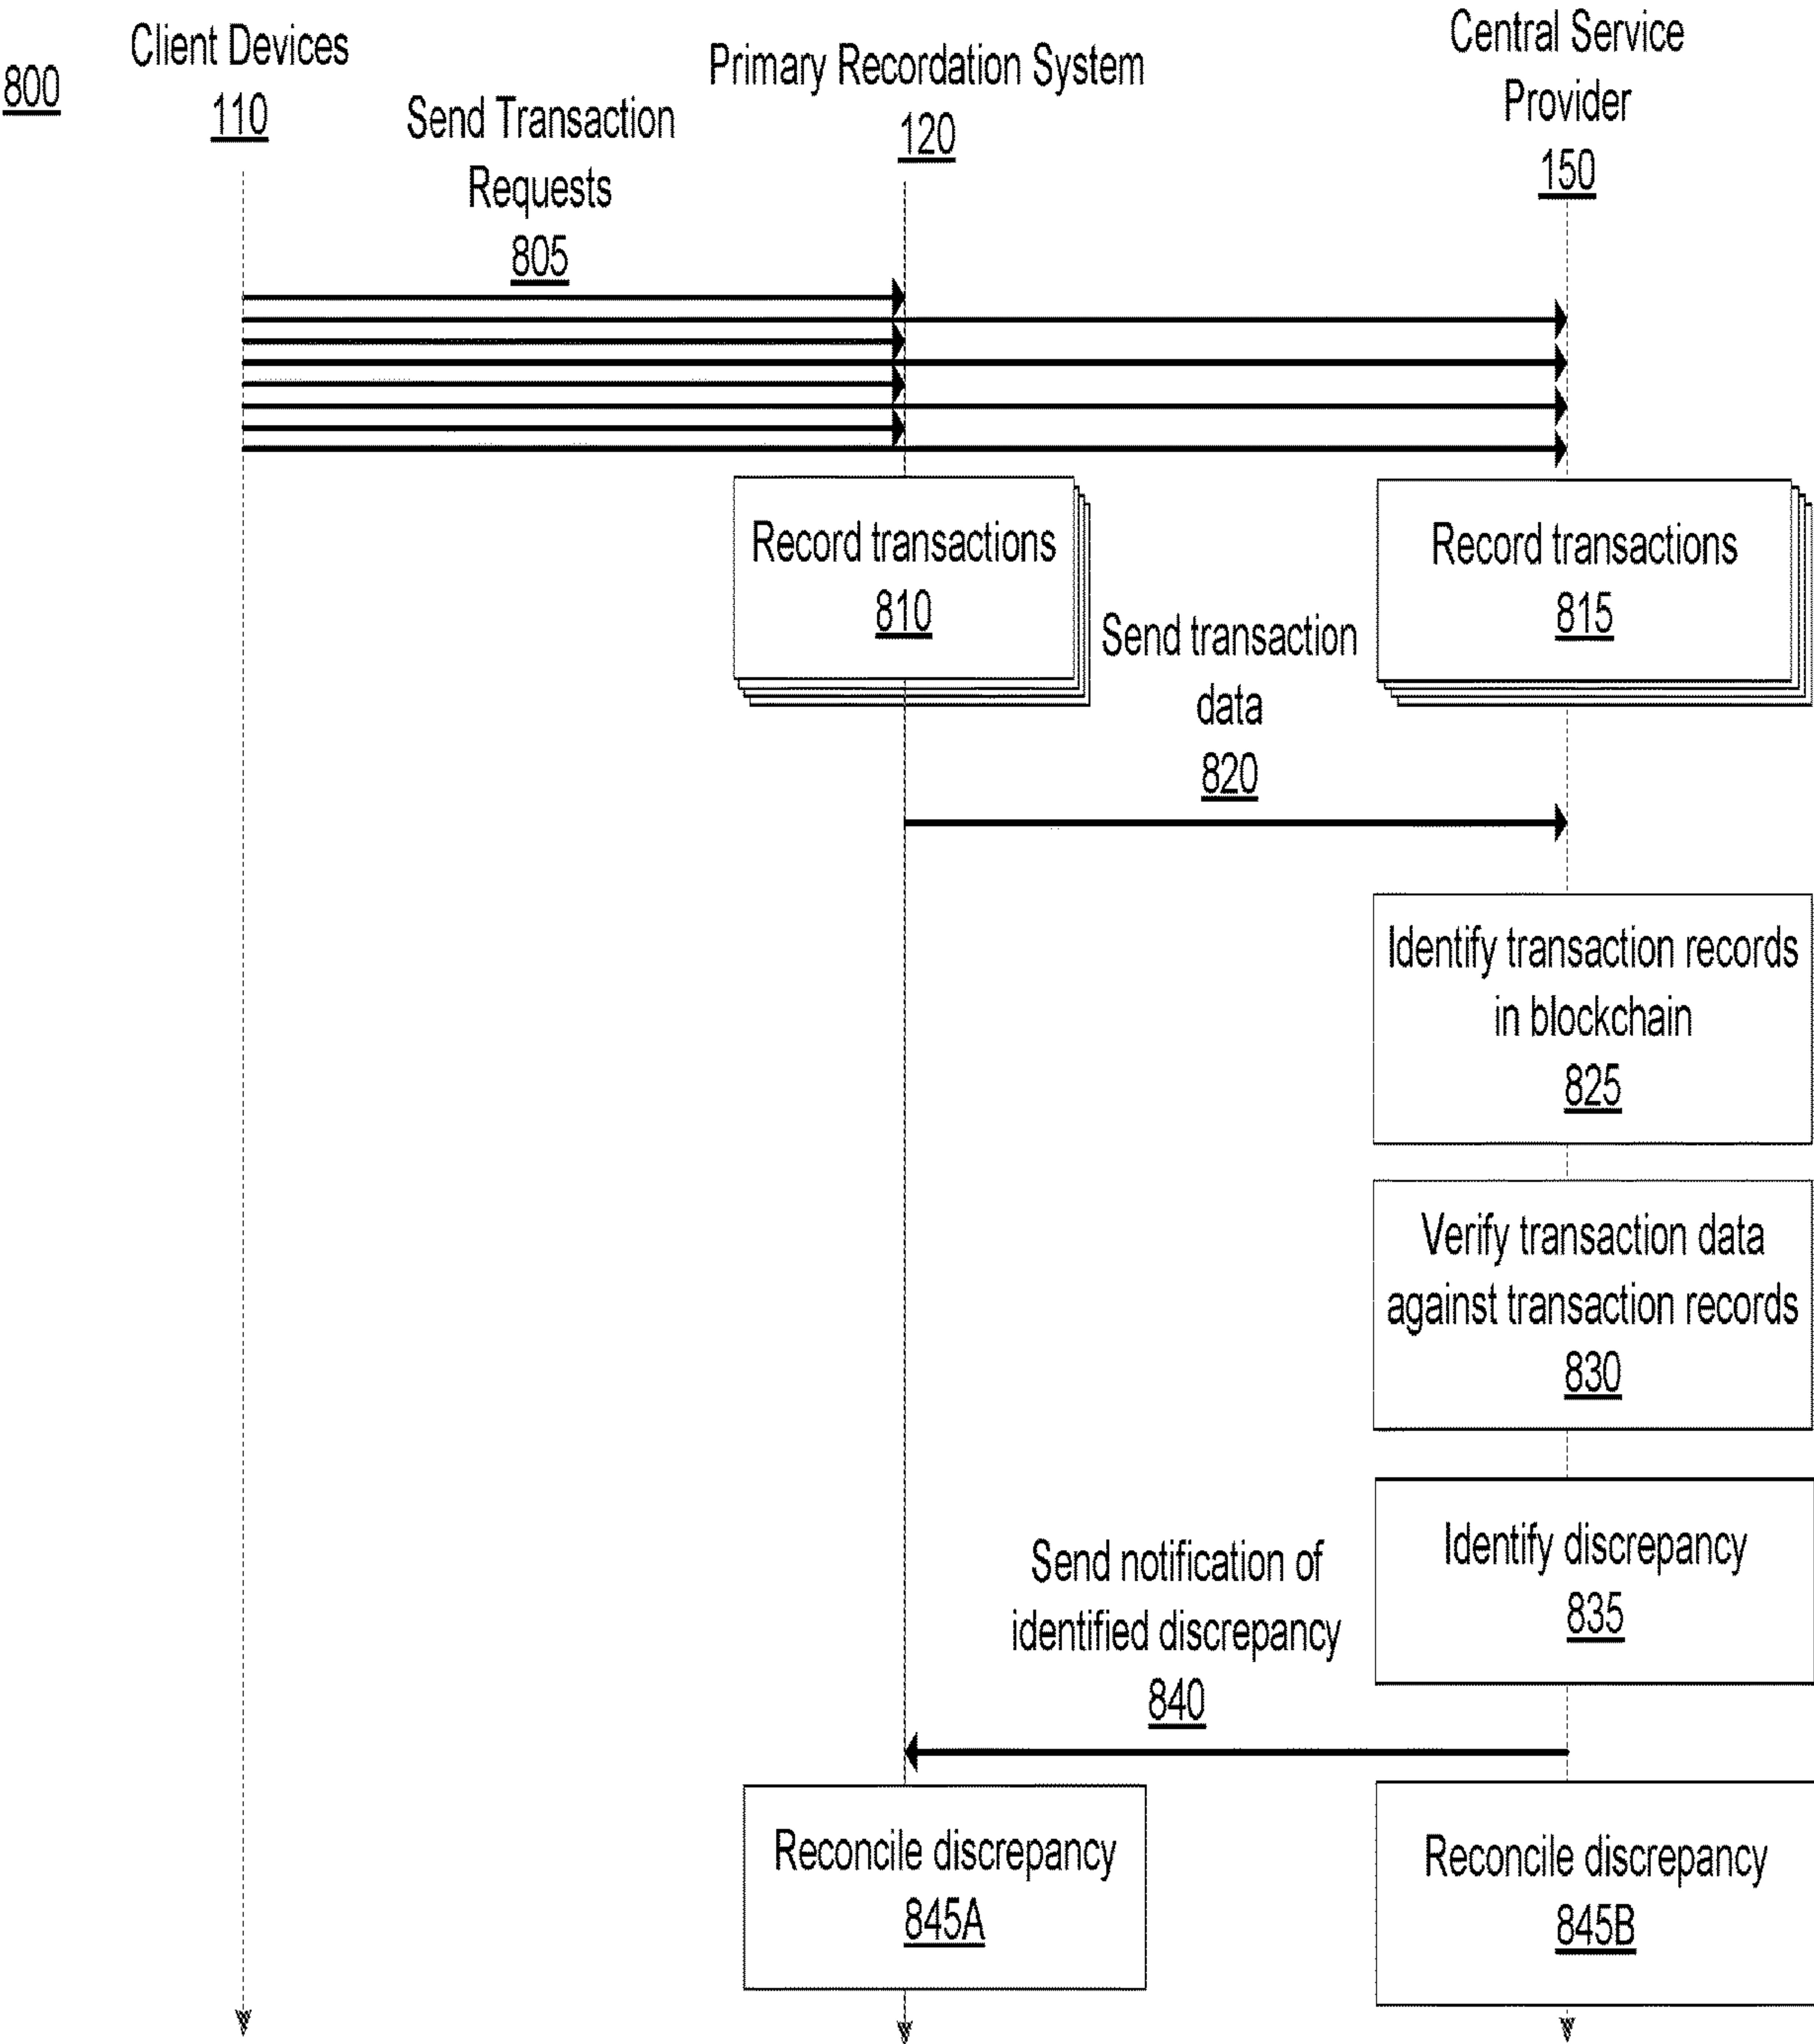 800
Client Devices
110
Primary Recordation System
120
Central Service
Provider
150
Send Transaction
Requests
805
Record transactions
810
Record transactions
815
Send transaction
data
820
Identify transaction records
in blockchain
825
Verify transaction data
against transaction records
830
Identify discrepancy
835
Send notification of
identified discrepancy
840
Reconcile discrepancy
845A
Reconcile discrepancy
845B